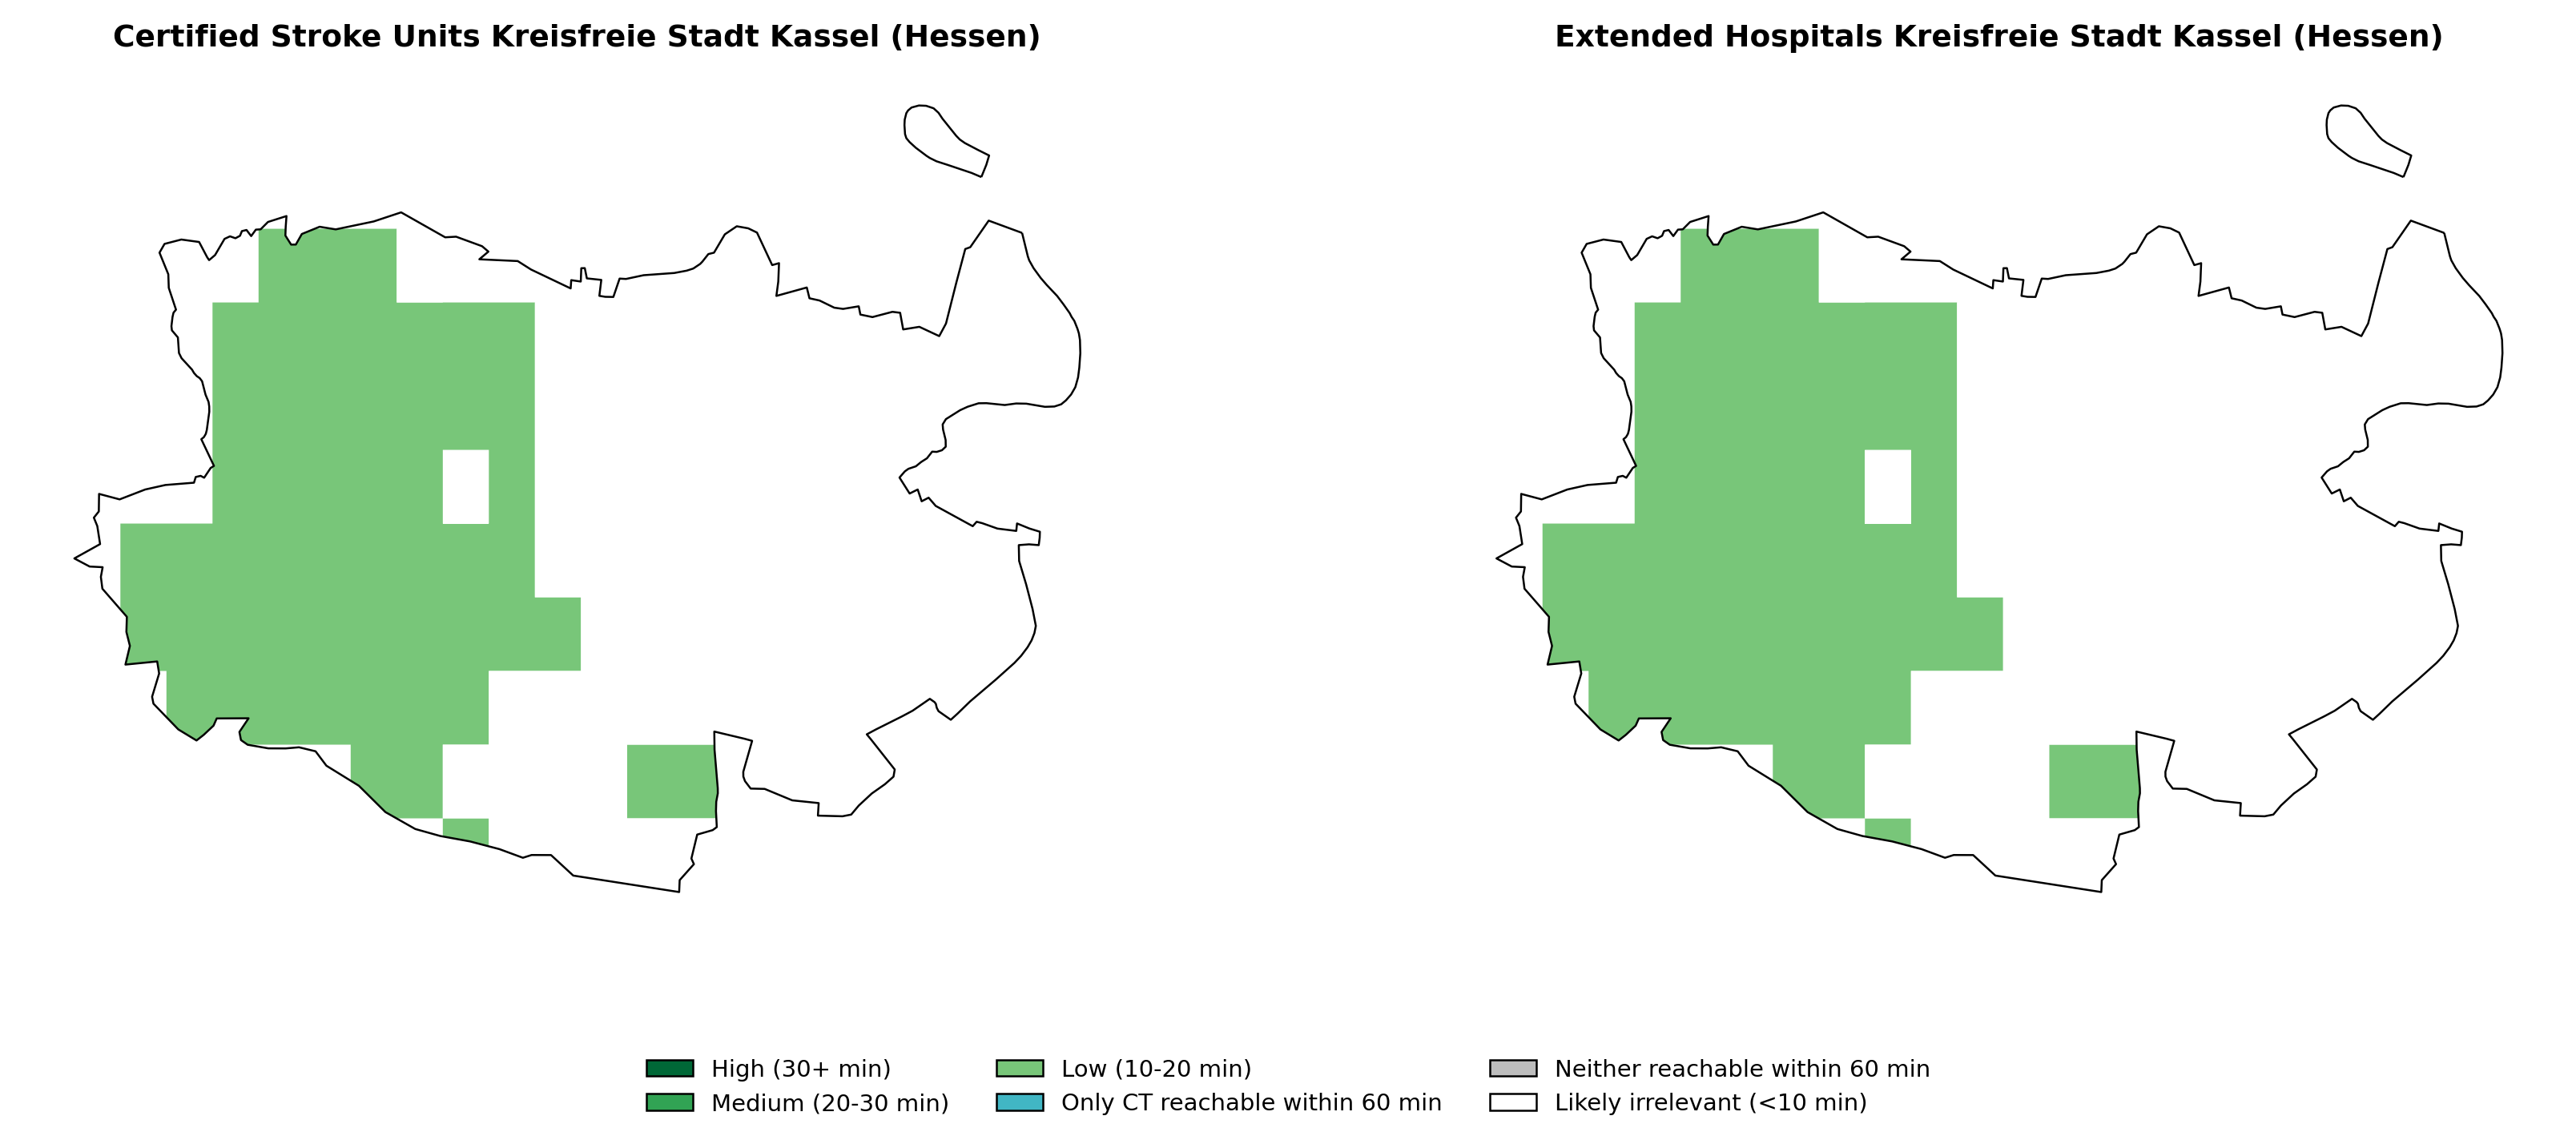 Certified Stroke Units Kreisfreie Stadt Kassel (Hessen)
Extended Hospitals Kreisfreie Stadt Kassel (Hessen)
High (30+ min)
Medium (20-30 min)
Low (10-20 min)
Only CT reachable within 60 min
Neither reachable within 60 min
Likely irrelevant (<10 min)